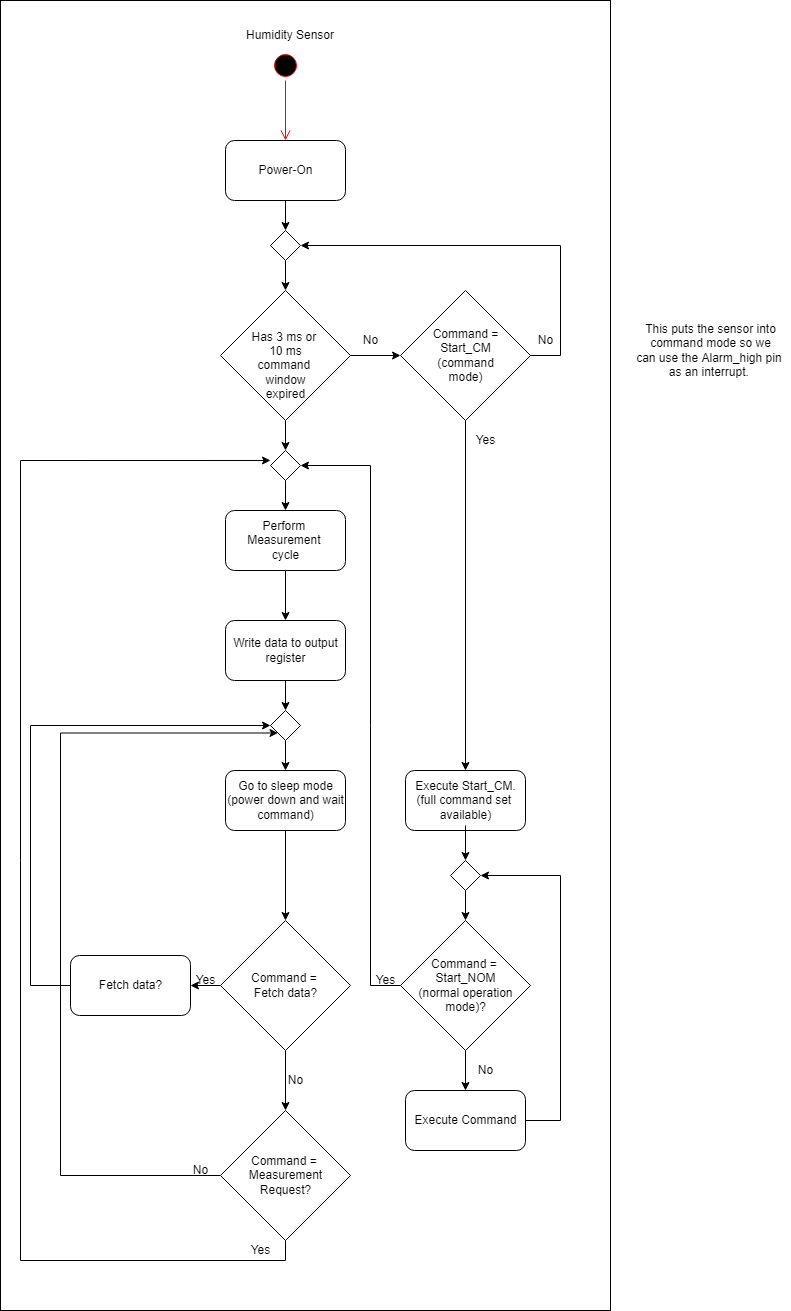 Humidity Sensor
Power-On
Has 3 ms or
10 ms
command
window
expired
No
Command =
Start_CM
(command
mode)
No
This puts the sensor into
command mode so we
can use the Alarm_high pin
as an interrupt.
Yes
Perform
Measurement
cycle
Write data to output
register
Go to sleep mode
(power down and wait
command)
Execute Start_CM.
(full command set
available)
Fetch data?
Yes
Command =
Fetch data?
Yes
Command =
Start_NOM
(normal operation
mode)?
No
No
Execute Command
No
Command =
Measurement
Request?
Yes